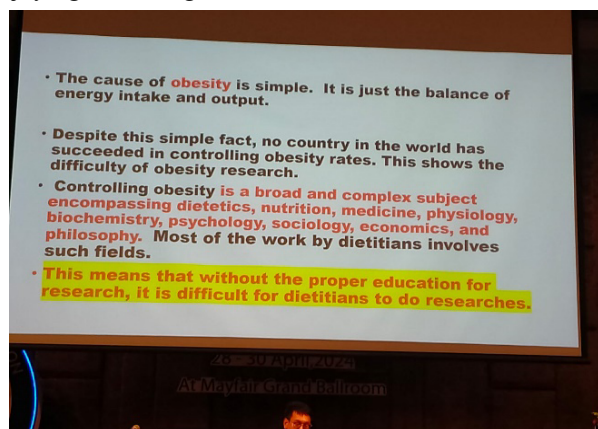 • The cause of obesity is simple. It is just the balance of
energy intake and output.
• Despite this simple fact, no country in the world has
succeeded in controlling obesity rates. This shows the
difficulty of obesity research.
• Controlling obesity is a broad and complex subject
encompassing dietetics, nutrition, medicine, physiology,
biochemistry, psychology, sociology, economics, and
philosophy. Most of the work by dietitians involves
such fields.
• This means that without the proper education for
research, it is difficult for dietitians to do researches.
28 - 30 April 2024
At Mayfair Grand Ballroom